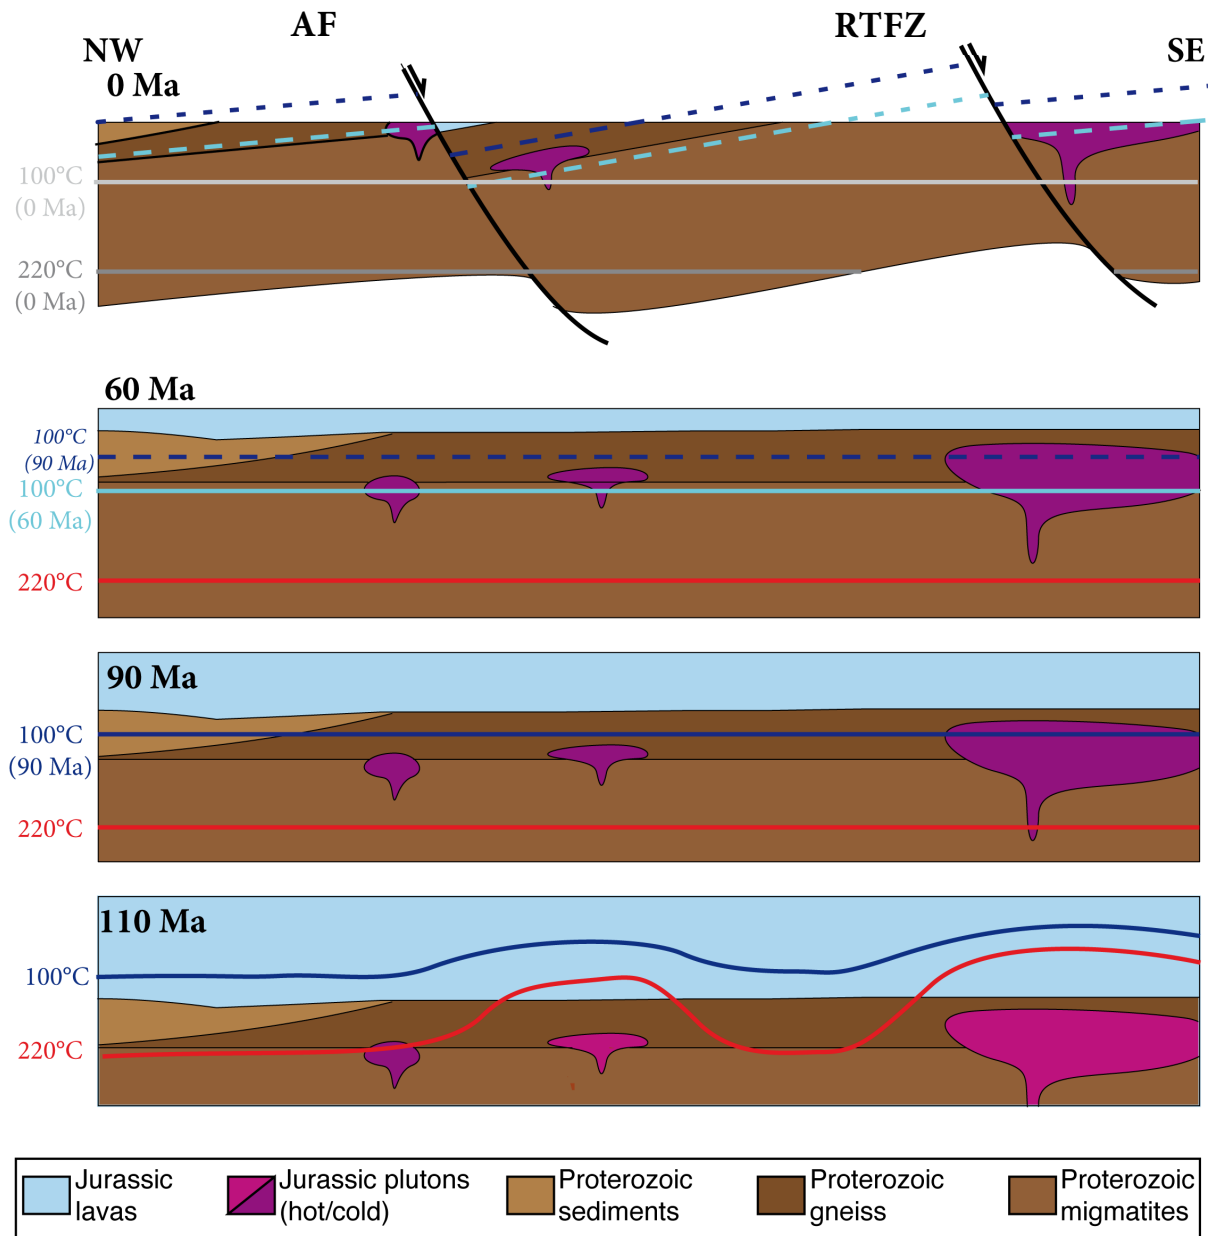 AF
RTFZ
NW
SE
0 Ma
100°C
(0 Ma)
220°C
(0 Ma)
60 Ma
100°C
(90 Ma)
100°C
(60 Ma)
220°C
90 Ma
100°C
(90 Ma)
220°C
110 Ma
100°C
220°C
Jurassic
lavas
Jurassic plutons
(hot/cold)
Proterozoic
sediments
Proterozoic
gneiss
Proterozoic
migmatites